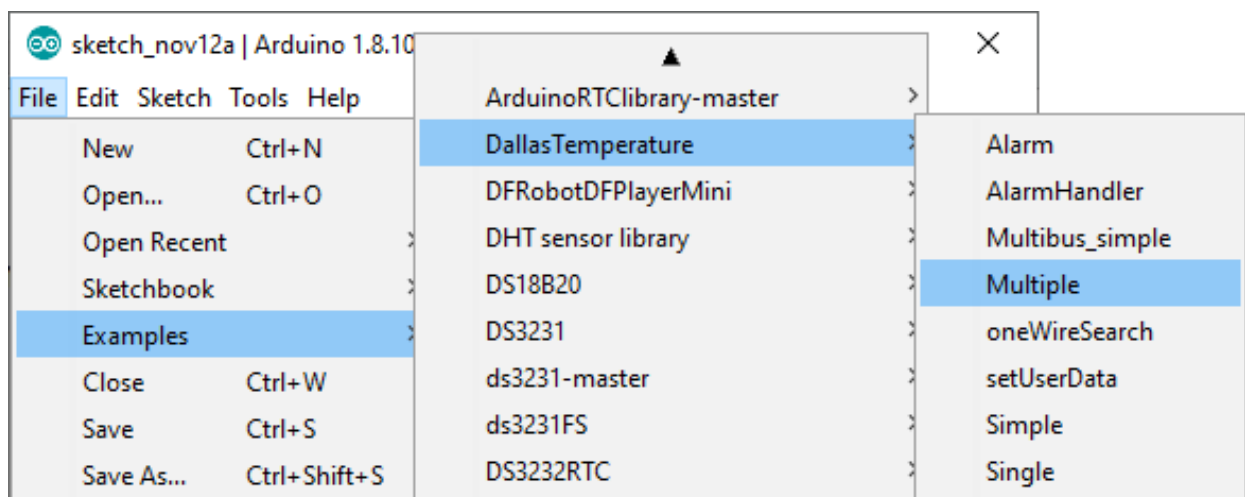 sketch_nov12a | Arduino 1.8.10
File Edit Sketch Tools Help
New Ctrl+N
Open... Ctrl+O
Open Recent
Sketchbook
Examples
Close Ctrl+W
Save Ctrl+S
Save As... Ctrl+Shift+S
ArduinoRTClibrary-master
DallasTemperature
DFRobotDFPlayerMini
DHT sensor library
DS18B20
DS3231
ds3231-master
ds3231FS
DS3232RTC
Alarm
AlarmHandler
Multibus_simple
Multiple
oneWireSearch
setUserData
Simple
Single